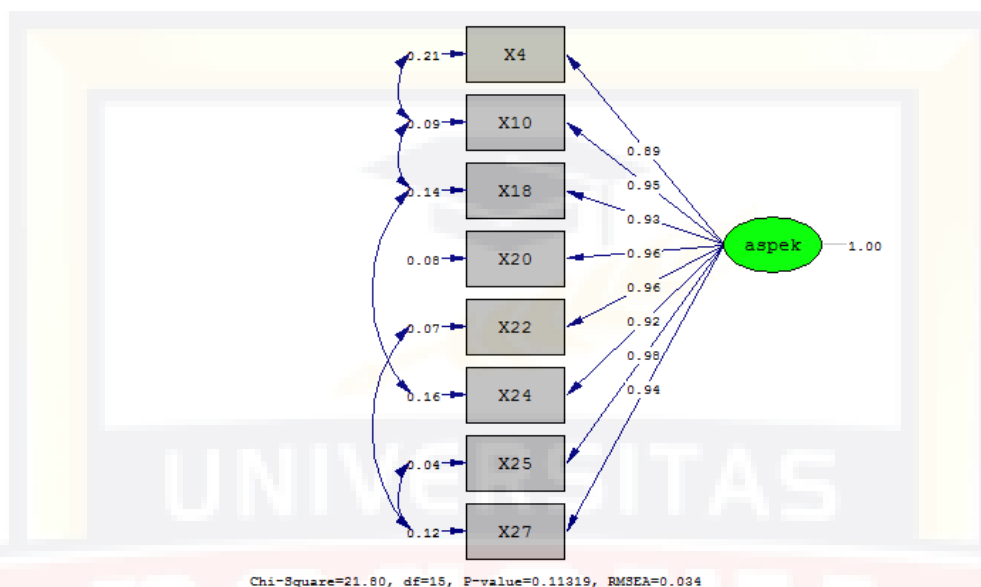 0.21 X4
0.09 X10
0.89
0.95
0.14 X18
0.93
0.08 X20
0.96
aspek 1.00
0.96
0.07 X22
0.92
0.98
0.16 X24
0.94
0.04 X25
0.12 X27
UNIVERSITAS
Chi-Square=21.80, df=15, P-value=0.11319, RMSEA=0.034